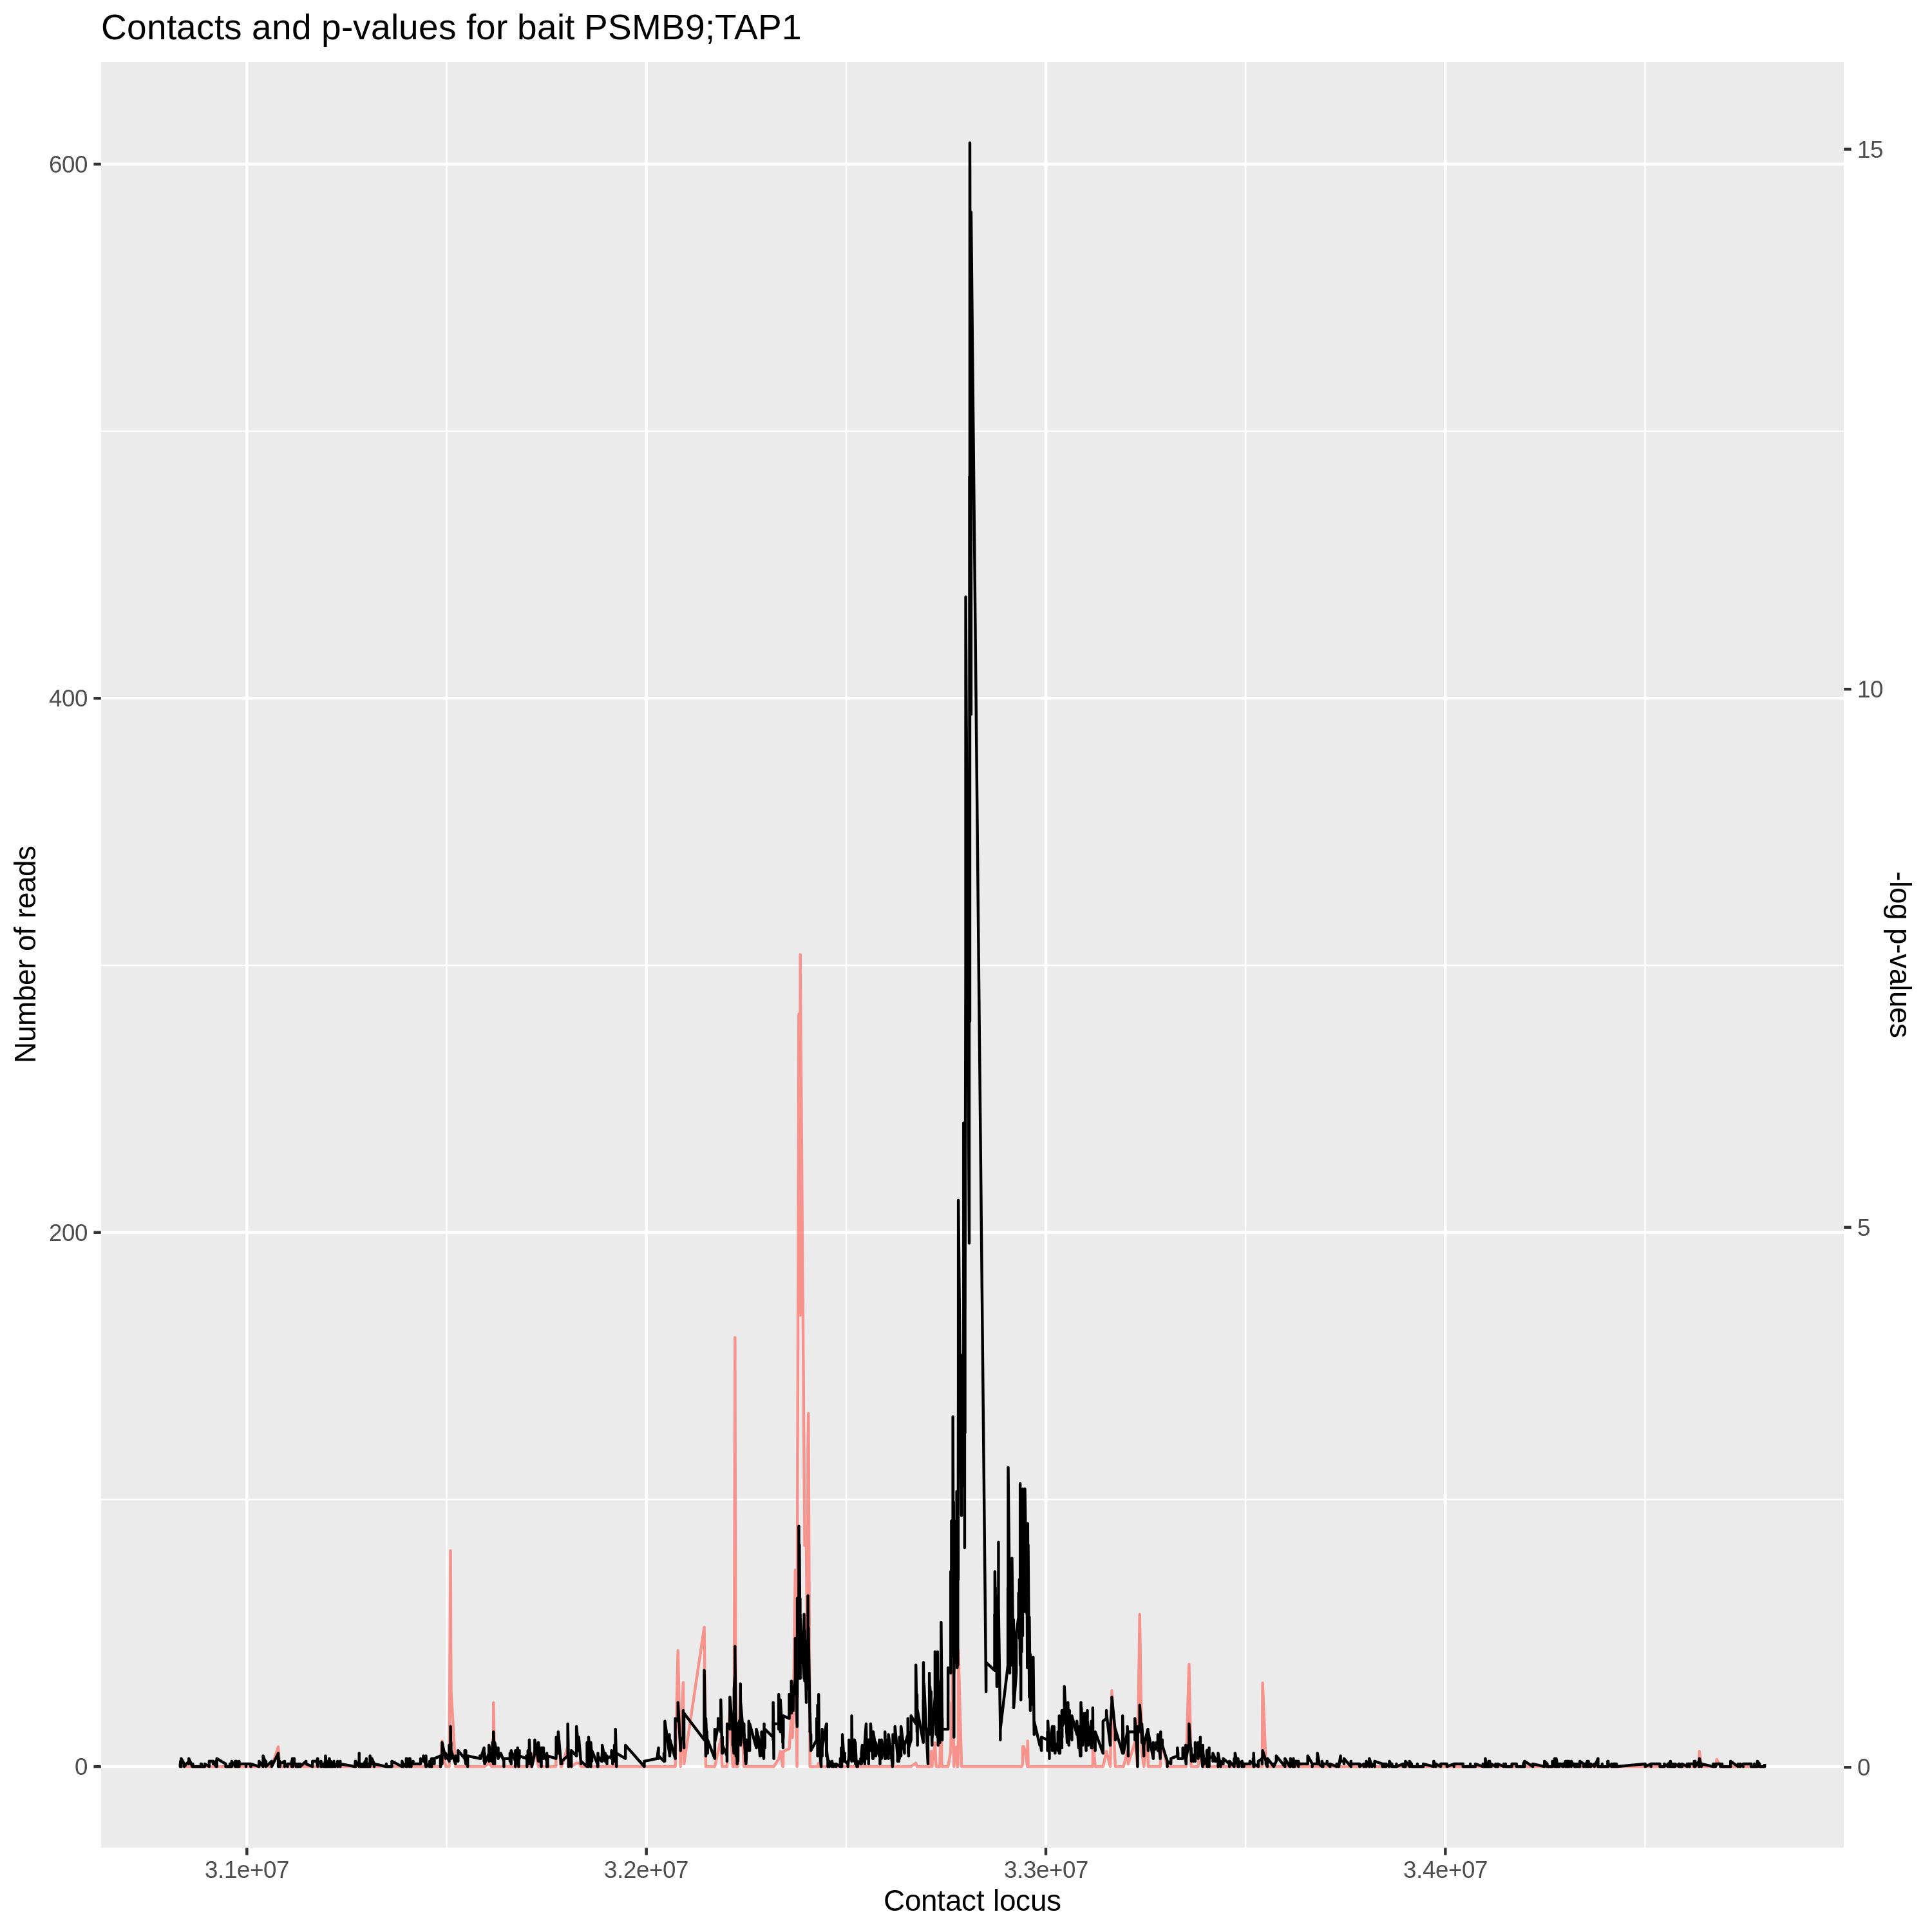 Contacts and p-values for bait PSMB9;TAP1
600
400
200
0
Number of reads
15
10
5
0
-log p-values
3.1e+07
3.2e+07
3.3e+07
3.4e+07
Contact locus